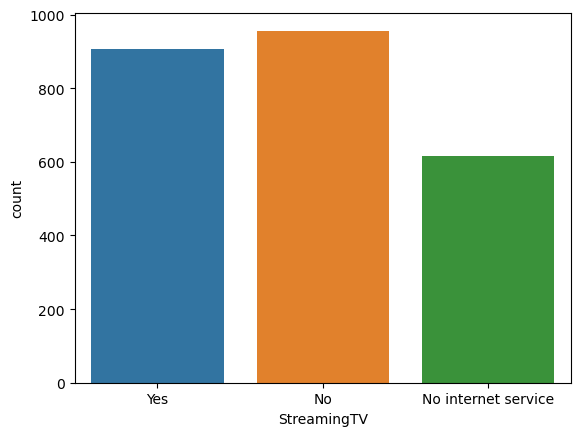 1000
800
600
400
200
0
count
Yes No No internet service
StreamingTV